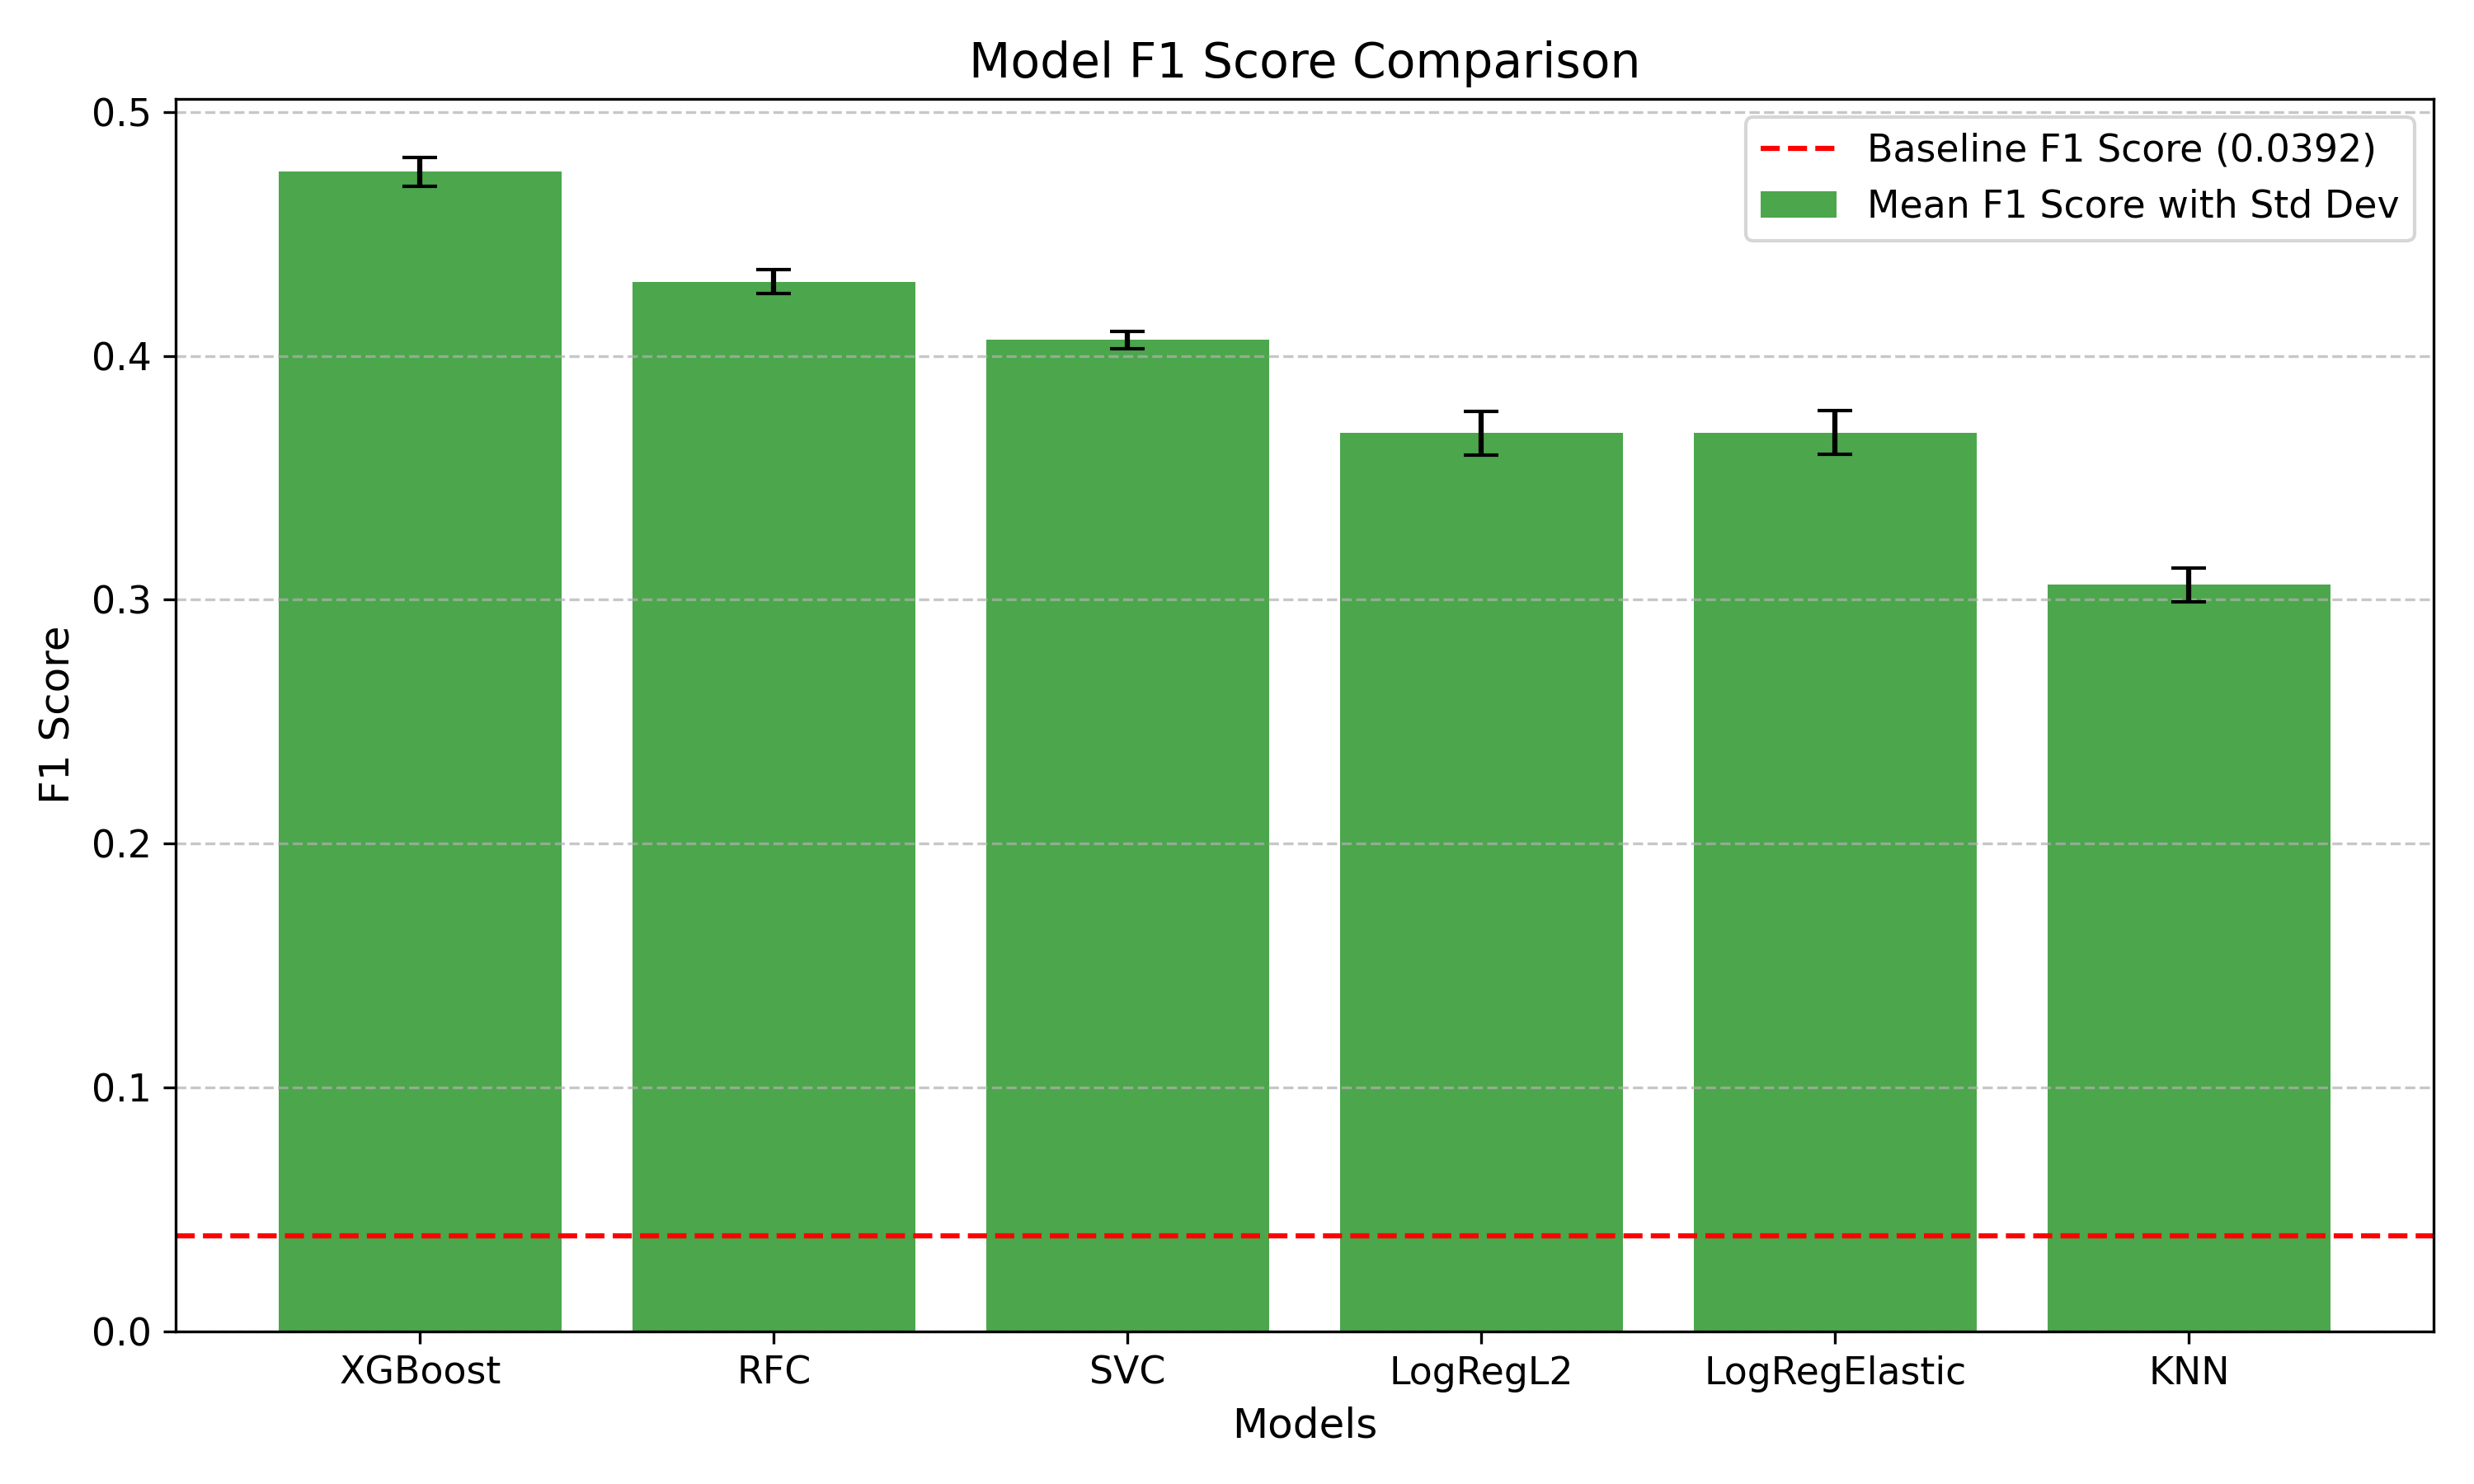 Model F1 Score Comparison
Baseline F1 Score (0.0392)
Mean F1 Score with Std Dev
F1 Score
0.5
0.4
0.3
0.2
0.1
0.0
XGBoost RFC SVC LogRegL2 LogRegElastic KNN
Models